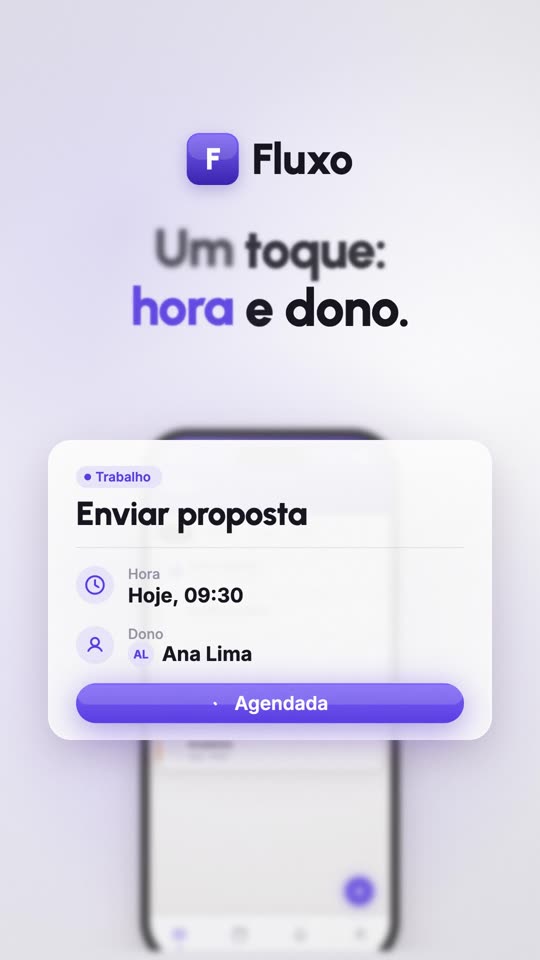 F Fluxo
Um toque:
hora e dono.
Trabalho
Enviar proposta
Hora
Hoje, 09:30
Dono
AL Ana Lima
Agendada